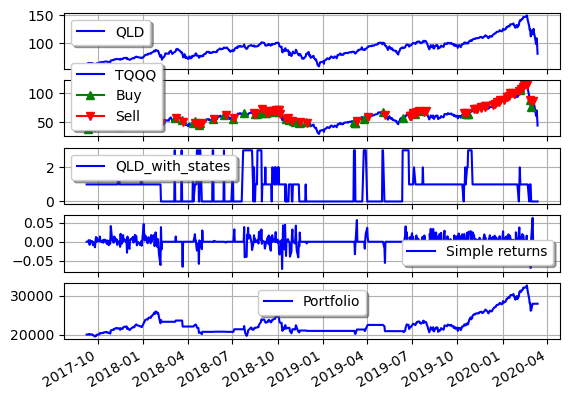 150
QLD
100
TQQQ
100
Buy
50
Sell
2
QLD_with_states
0
0.05
0.00
Simple returns
−0.05
30000
Portfolio
20000
2017-10 2018-01 2018-04 2018-07 2018-10 2019-01 2019-04 2019-07 2019-10 2020-01 2020-04